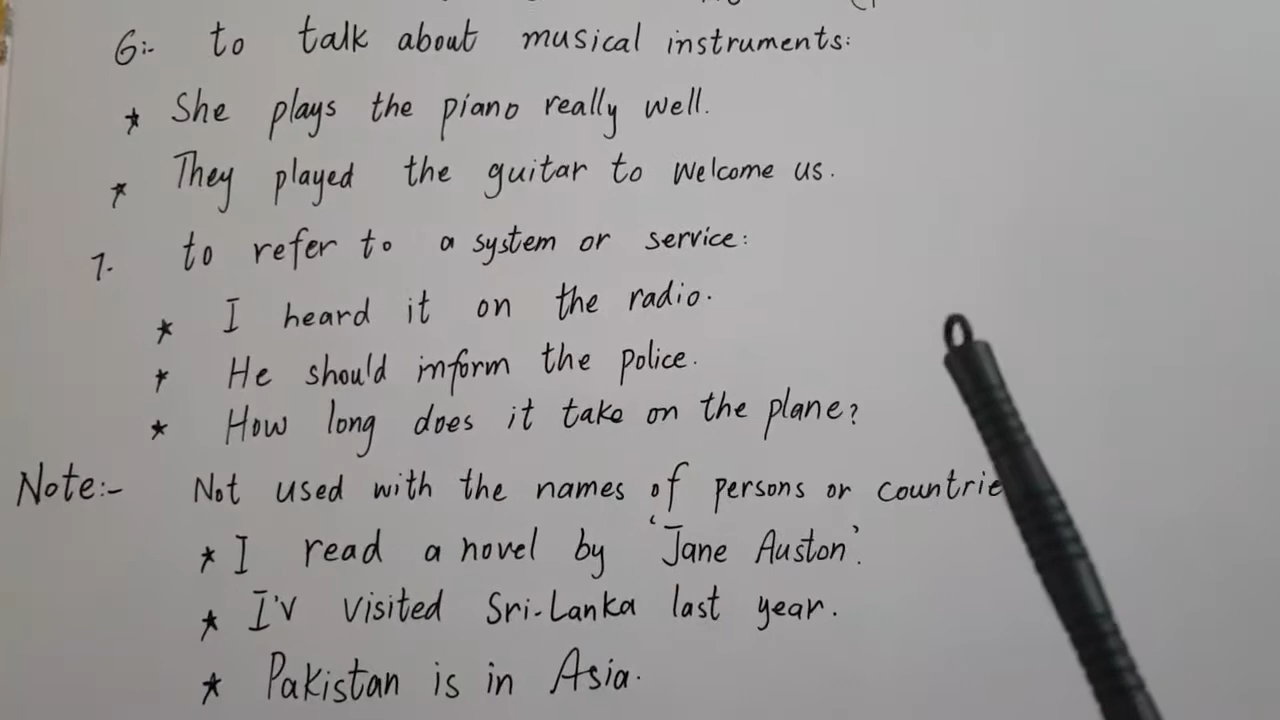 6:- to talk about musical instruments:
* She plays the piano really well.
* They played the guitar to welcome us.
7. to refer to a system or service:
* I heard it on the radio.
* He should inform the police.
* How long does it take on the plane?
Note:- Not used with the names of persons or countrie
* I read a novel by 'Jane Auston'.
* I'v visited Sri-Lanka last year.
* Pakistan is in Asia.